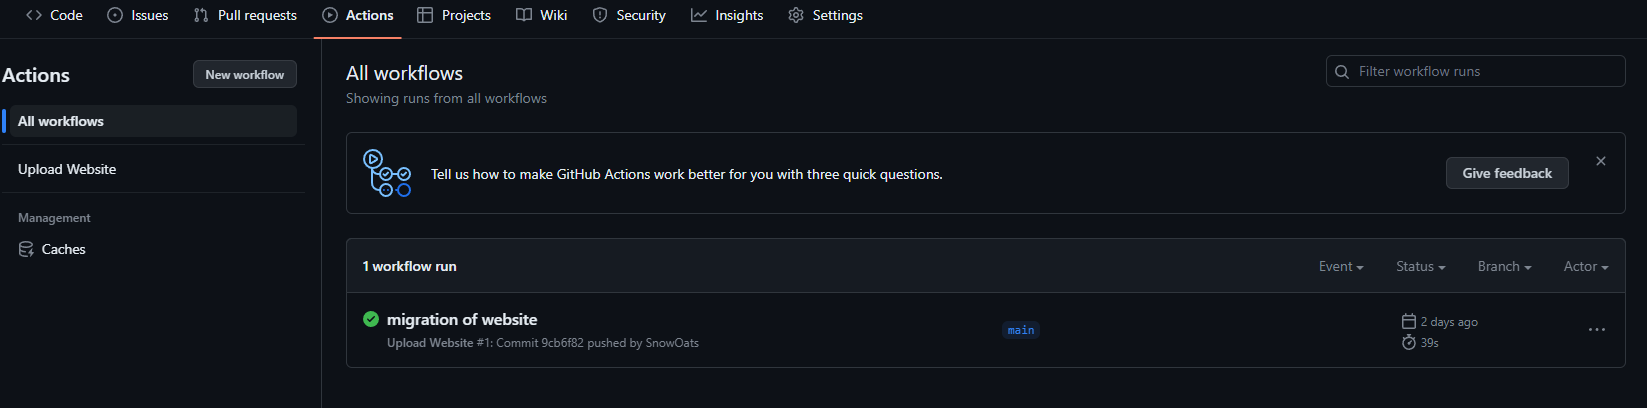 Code Issues Pull requests Actions Projects Wiki Security Insights Settings
Actions
New workflow
All workflows
Upload Website
Management
Caches
All workflows
Showing runs from all workflows
Filter workflow runs
Tell us how to make GitHub Actions work better for you with three quick questions.
Give feedback
1 workflow run
Event Status Branch Actor
migration of website
Upload Website #1: Commit 9cb6f82 pushed by SnowOats
main
2 days ago
39s